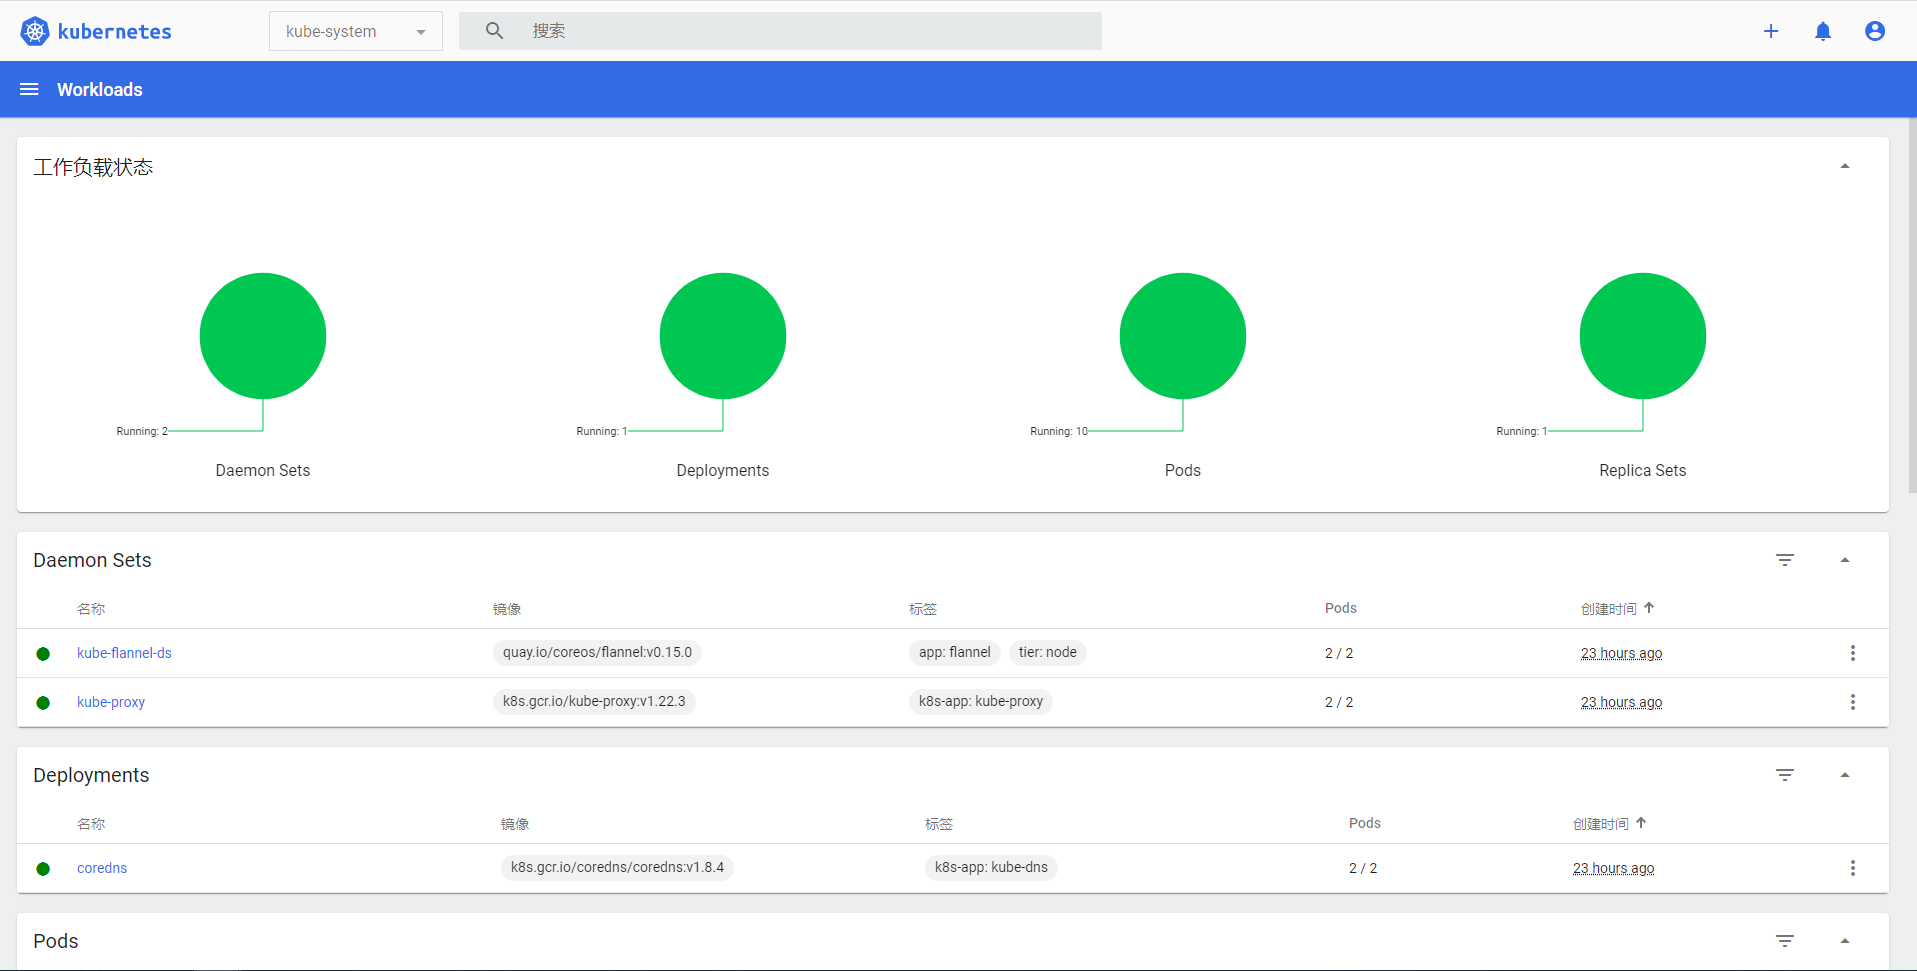 kubernetes
kube-system
搜索
Workloads
工作负载状态
Running: 2
Running: 1
Running: 10
Running: 1
Daemon Sets
Deployments
Pods
Replica Sets
Daemon Sets
名称 镜像 标签 Pods 创建时间
kube-flannel-ds quay.io/coreos/flannel:v0.15.0 app: flannel tier: node 2 / 2 23 hours ago
kube-proxy k8s.gcr.io/kube-proxy:v1.22.3 k8s-app: kube-proxy 2 / 2 23 hours ago
Deployments
名称 镜像 标签 Pods 创建时间
coredns k8s.gcr.io/coredns/coredns:v1.8.4 k8s-app: kube-dns 2 / 2 23 hours ago
Pods